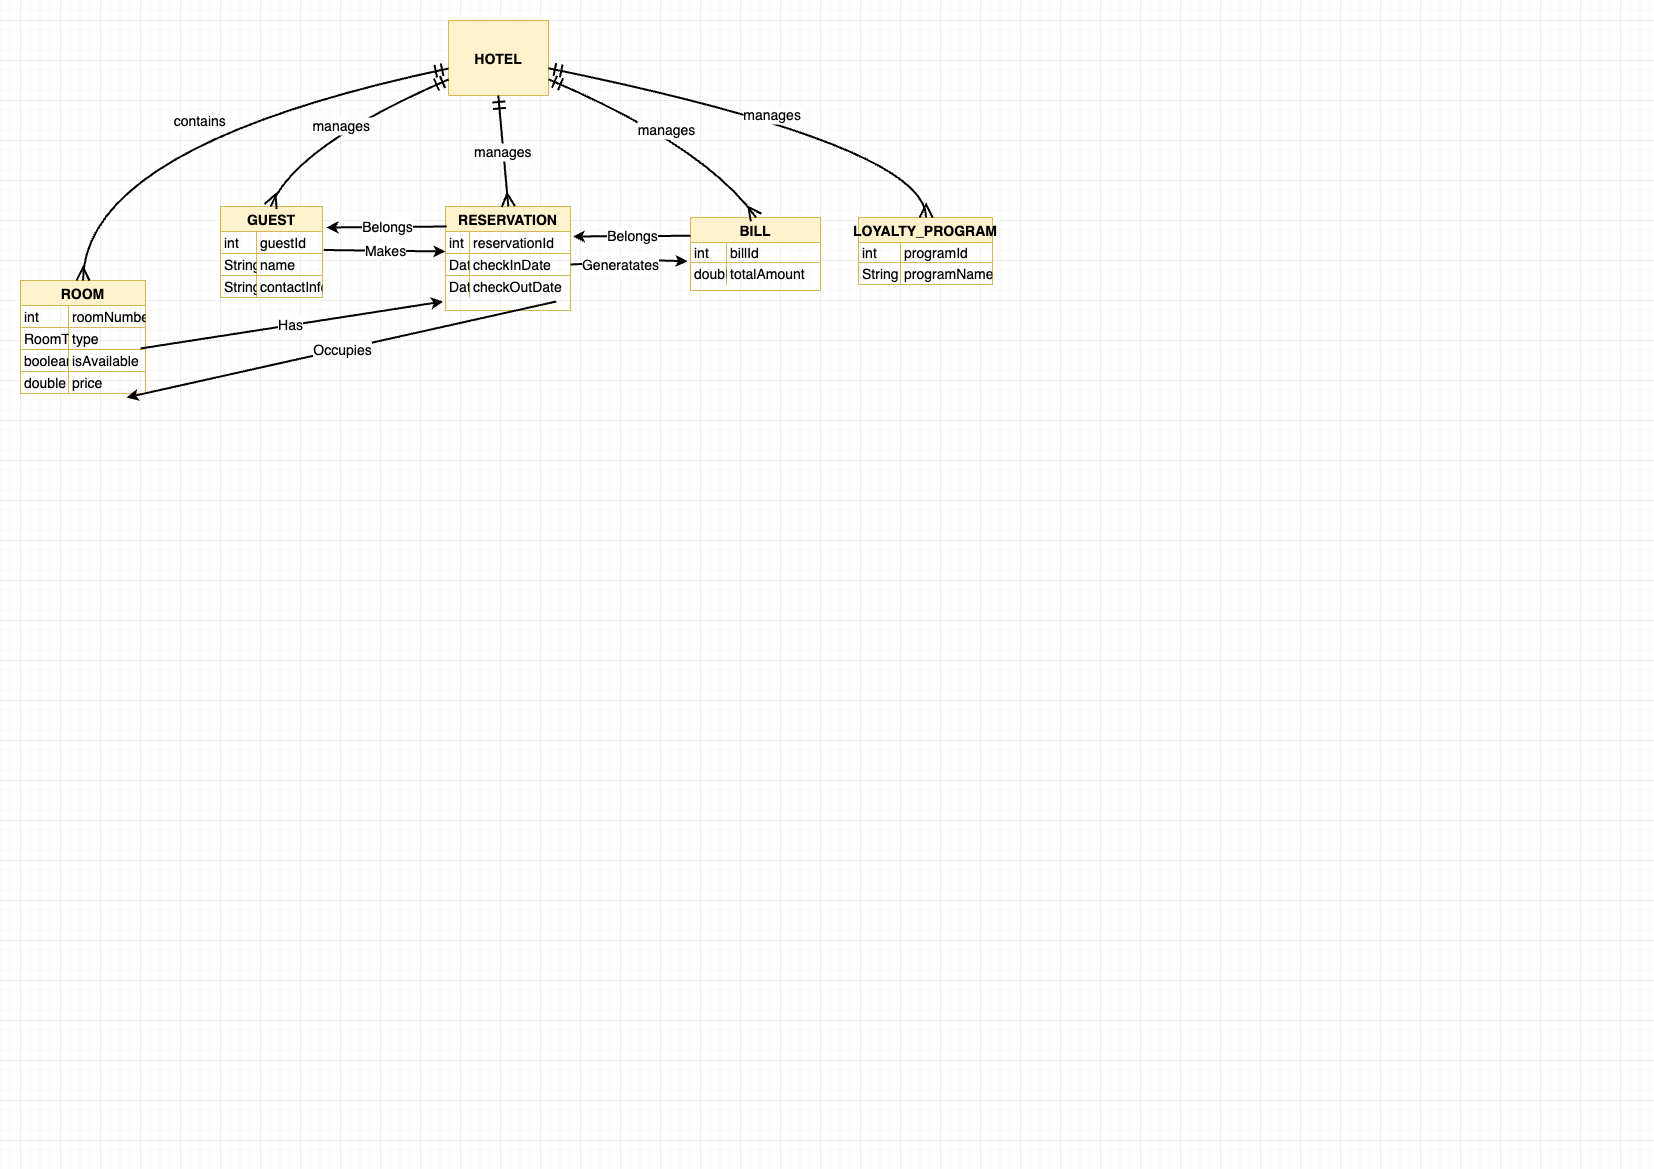 HOTEL
contains
manages
manages
manages
manages
GUEST
int guestId
String name
String contactInf
Belongs
Makes
RESERVATION
int reservationId
Dat checkInDate
Dat checkOutDate
Belongs
Generatates
BILL
int billId
doub totalAmount
LOYALTY_PROGRAM
int programId
String programName
ROOM
int roomNumbe
RoomT type
boolea isAvailable
double price
Has
Occupies